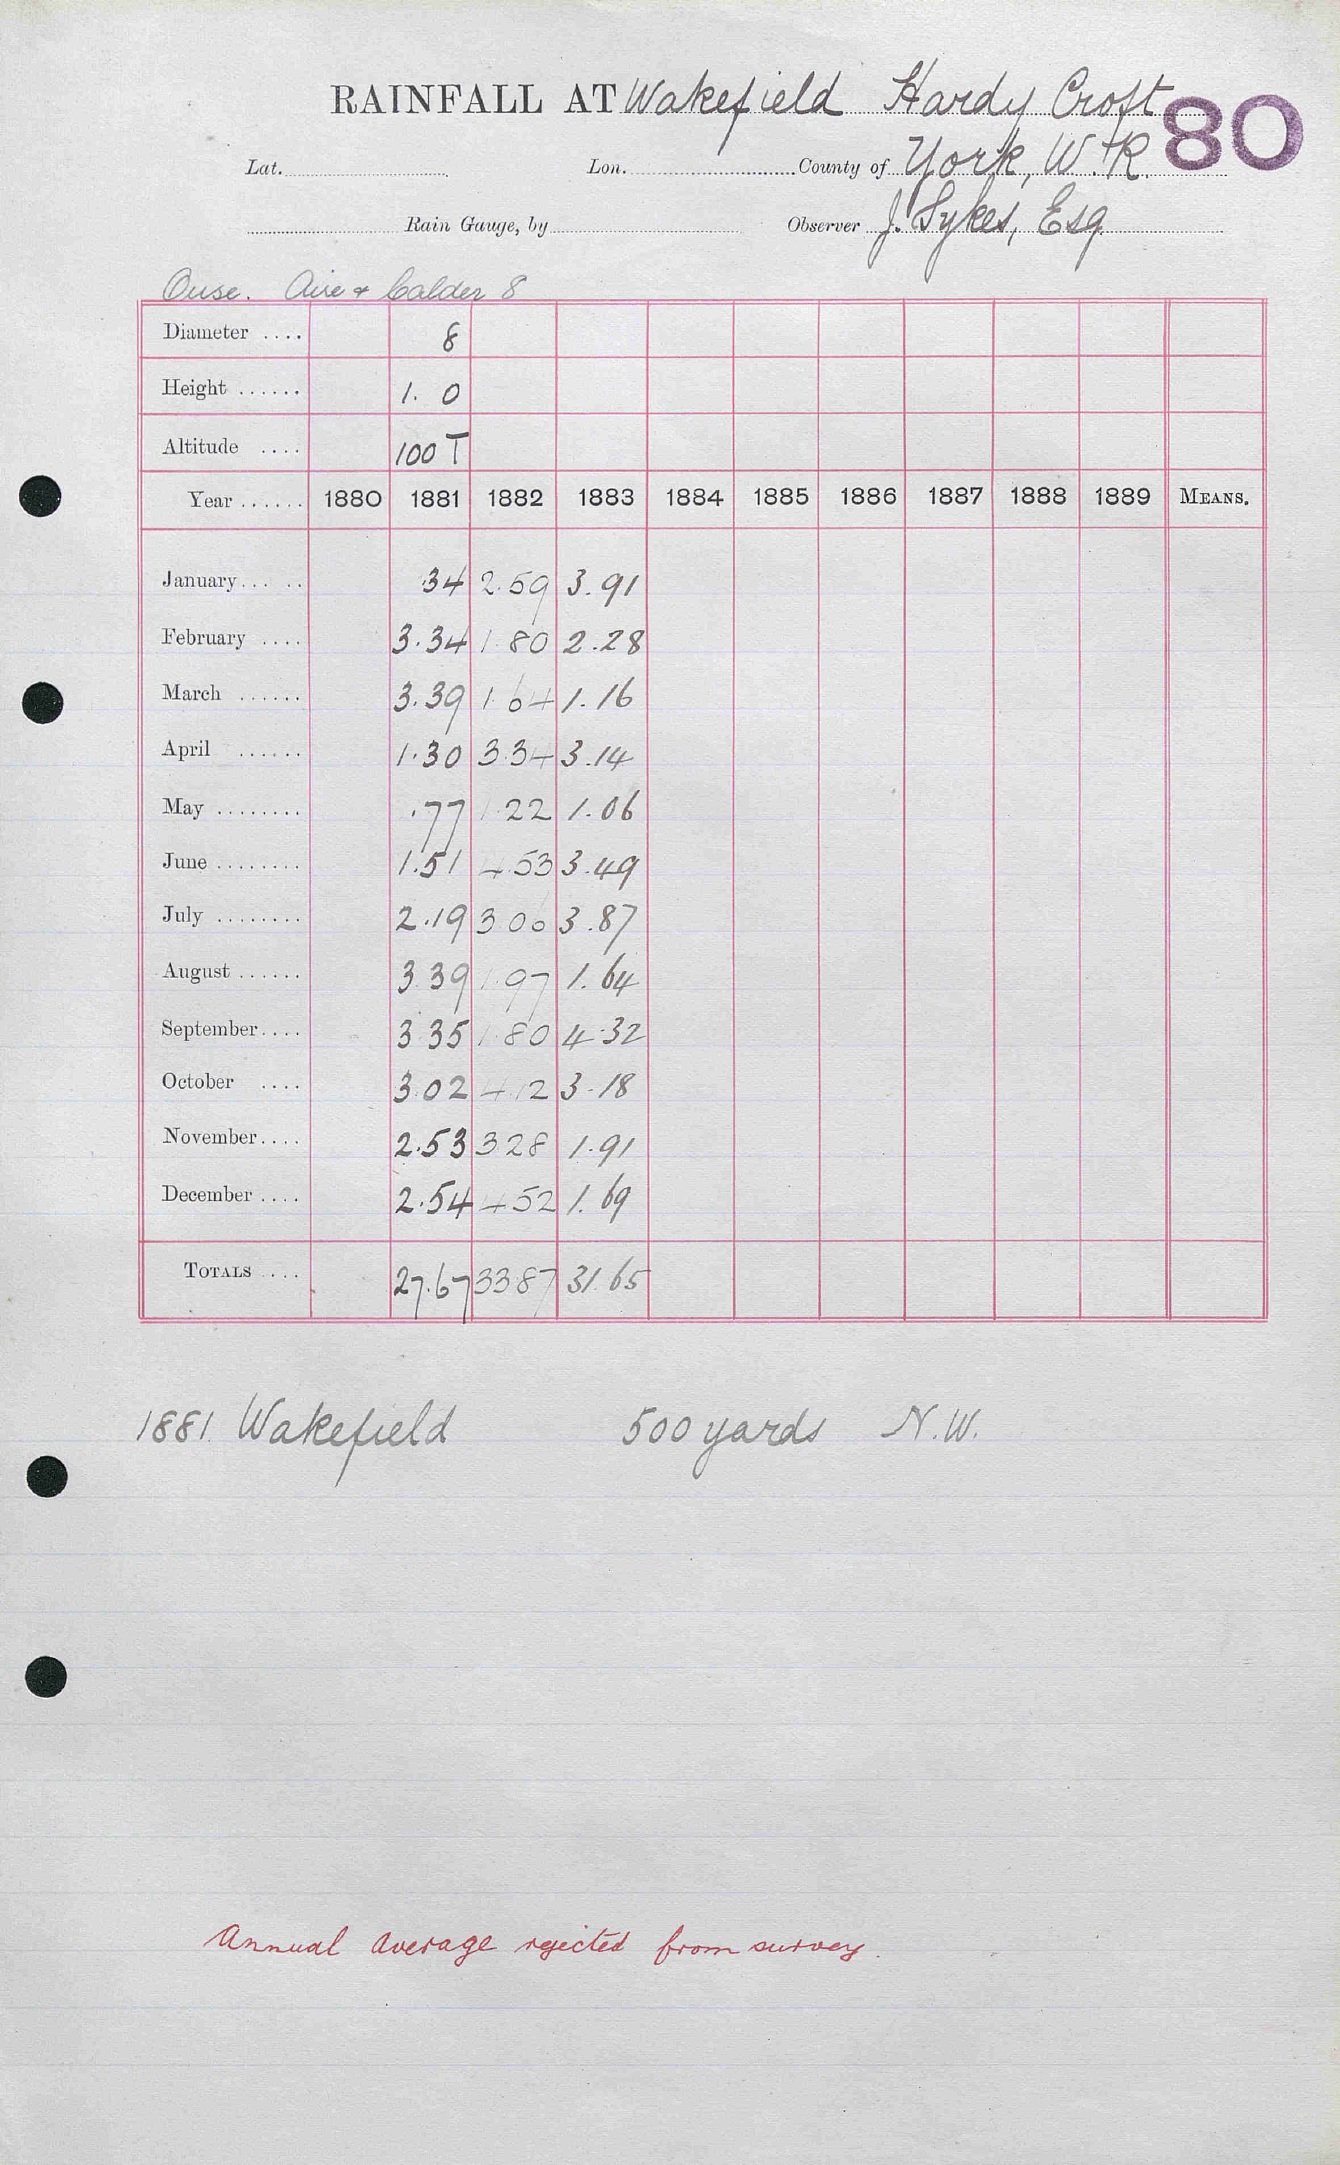 RAINFALL AT Wakefield Hardy Croft 80
Lat. Lon. County of York, W.R.
Rain Gauge, by Observer J. Sykes, Esq
Ouse. Aire & Calder 8
Diameter .... 8
Height ...... 1. 0
Altitude .... 100 T
Year ...... 1880 1881 1882 1883 1884 1885 1886 1887 1888 1889 MEANS.
January... .. .34 2.59 3.91
February .... 3.34 1.80 2.28
March ...... 3.39 1.64 1.16
April ...... 1.30 3.34 3.14
May ........ .77 1.22 1.06
June ........ 1.51 4.53 3.49
July ........ 2.19 3 06 3.87
August ...... 3.39 1.97 1.64
September.... 3.35 1.80 4.32
October .... 3.02 4.12 3.18
November.... 2.53 3 28 1.91
December .... 2.54 4 52 1.69
TOTALS .... 27.67 33 87 31.65
1881. Wakefield 500 yards N.W.
Annual average rejected from survey.